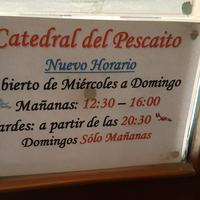 Catedral del Pescaito
Nuevo Horario
bierto de Miércoles a Domingo
Mañanas: 12:30 – 16:00
ardes: a partir de las 20:30
Domingos Sólo Mañanas